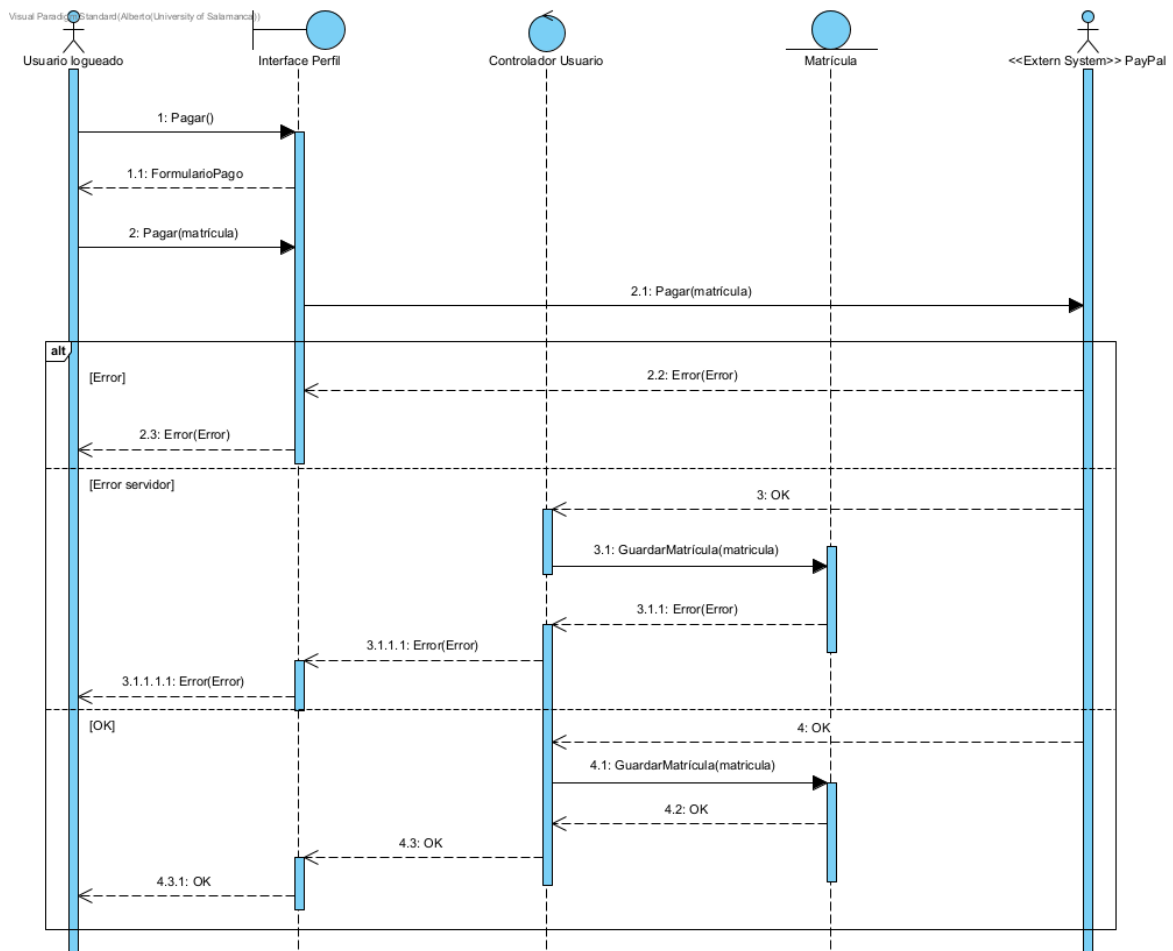 Visual Paradigm Standard(Alberto(University of Salamanca))
Usuario logueado
Interface Perfil
Controlador Usuario
Matrícula
<<Extern System>> PayPal
1: Pagar()
1.1: FormularioPago
2: Pagar(matrícula)
2.1: Pagar(matrícula)
alt
[Error]
2.2: Error(Error)
2.3: Error(Error)
[Error servidor]
3: OK
3.1: GuardarMatrícula(matricula)
3.1.1: Error(Error)
3.1.1.1: Error(Error)
3.1.1.1.1: Error(Error)
[OK]
4: OK
4.1: GuardarMatrícula(matricula)
4.2: OK
4.3: OK
4.3.1: OK